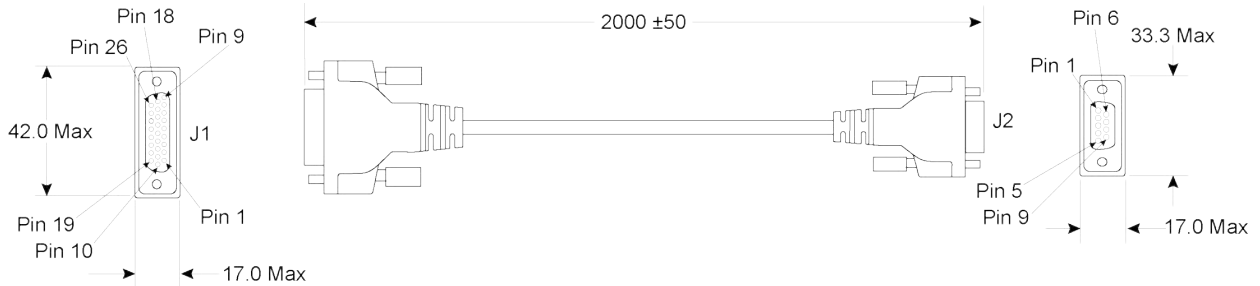 Pin 18
Pin 9
Pin 26
42.0 Max
J1
Pin 19
Pin 1
Pin 10
17.0 Max
2000 ±50
J2
Pin 6
33.3 Max
Pin 1
Pin 5
Pin 9
17.0 Max